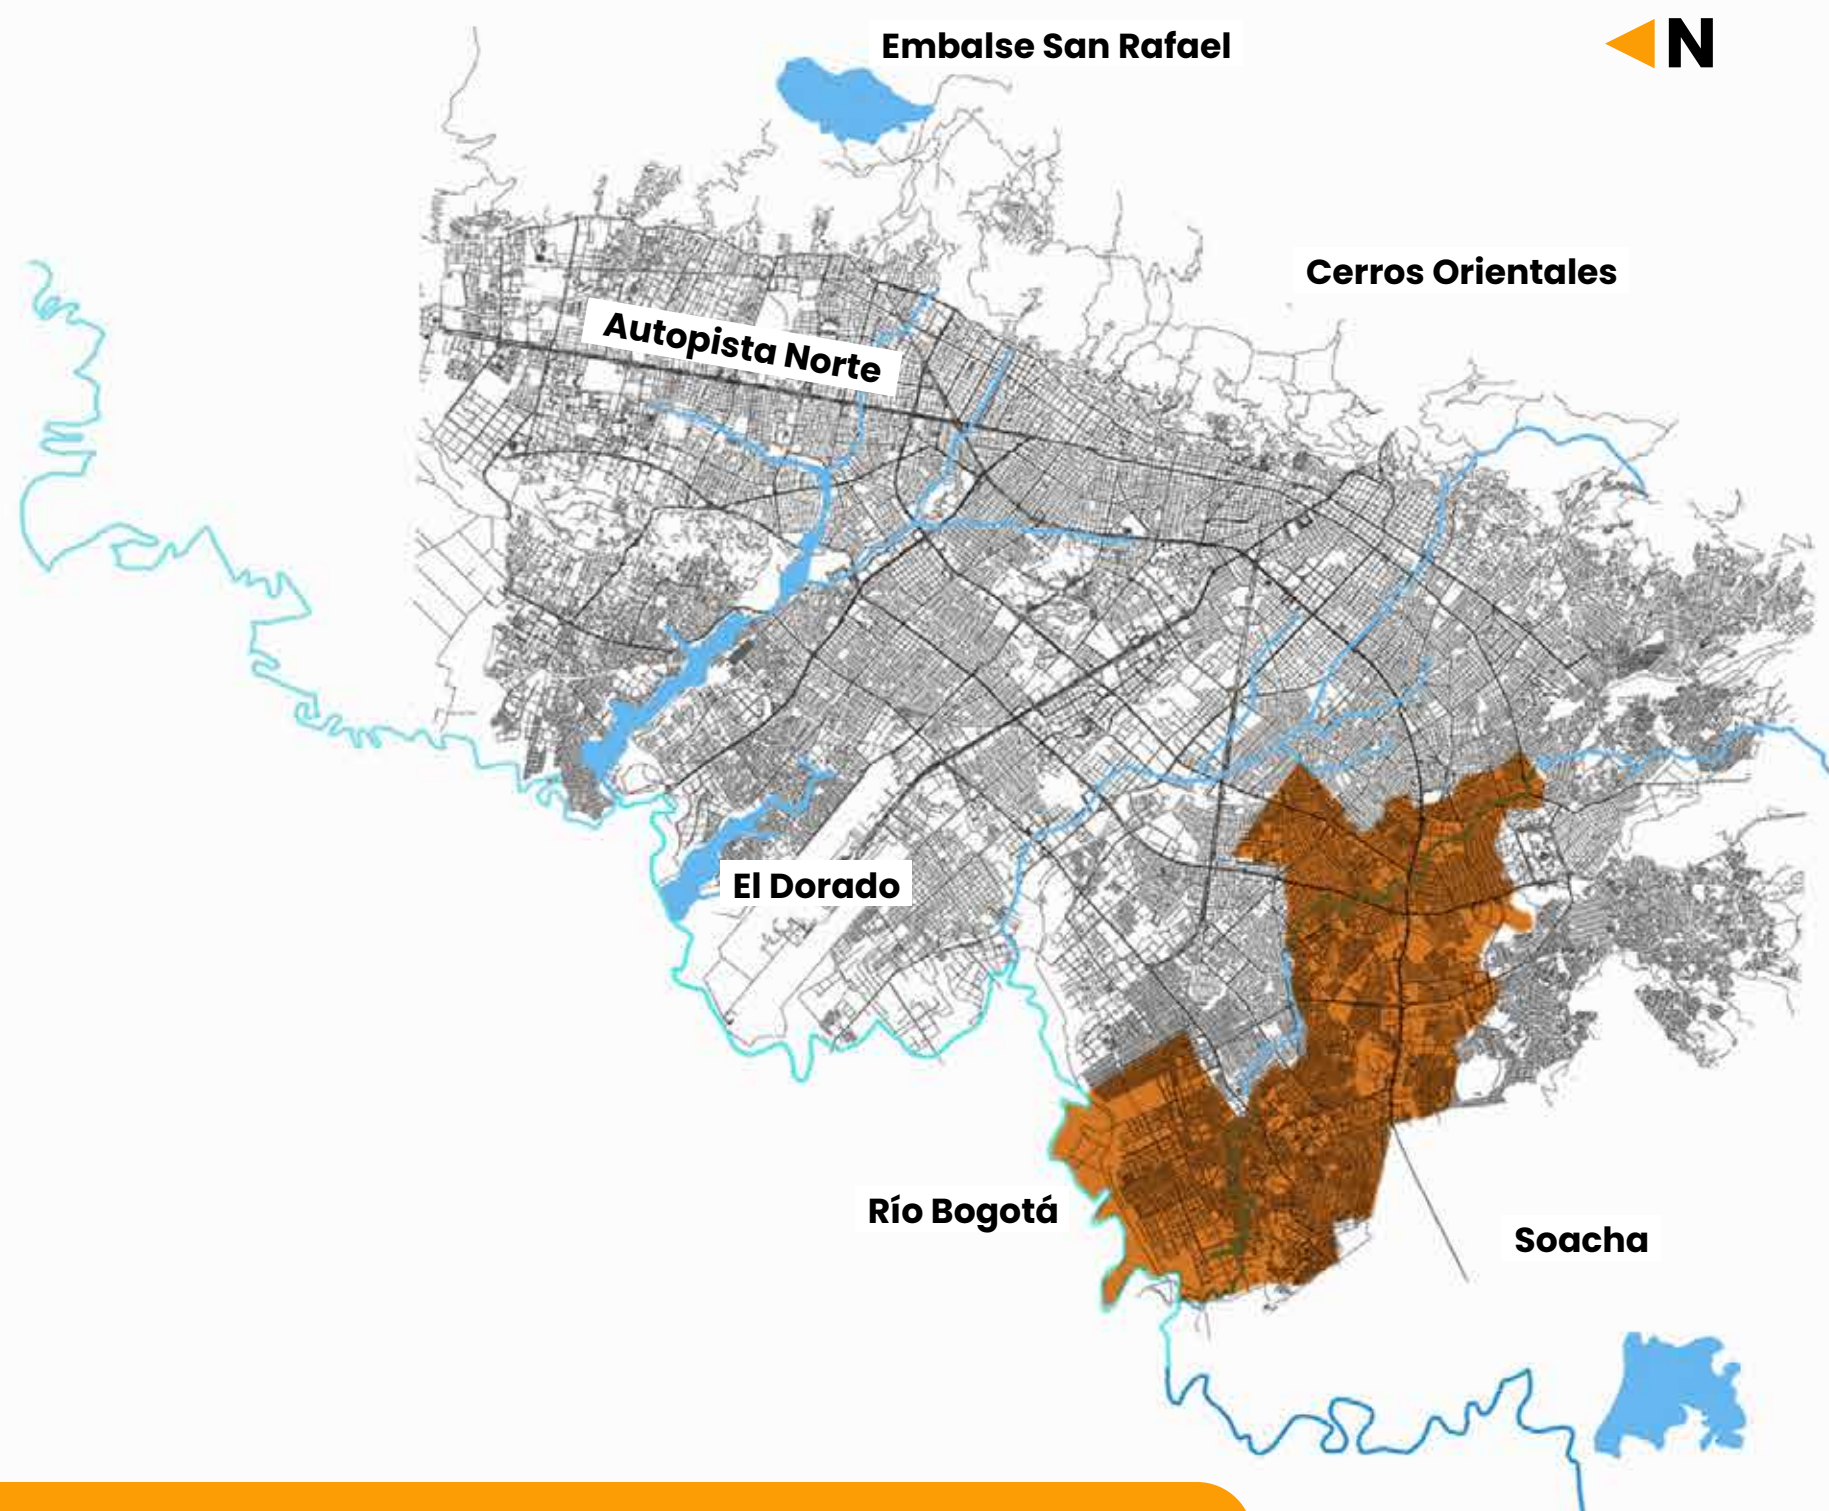 Embalse San Rafael
N
Cerros Orientales
Autopista Norte
El Dorado
Río Bogotá
Soacha